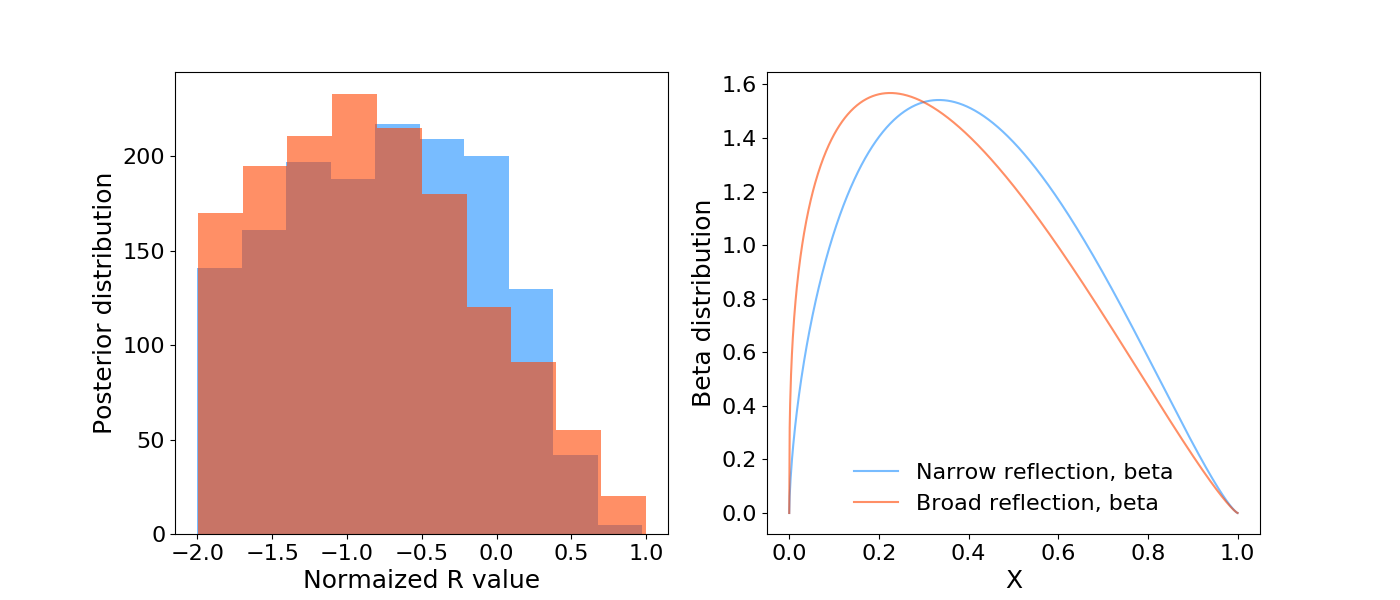 Posterior distribution
200
150
100
50
0
−2.0 −1.5 −1.0 −0.5 0.0 0.5 1.0
Normaized R value
Beta distribution
1.6
1.4
1.2
1.0
0.8
0.6
0.4
0.2
0.0
Narrow reflection, beta
Broad reflection, beta
0.0 0.2 0.4 0.6 0.8 1.0
X